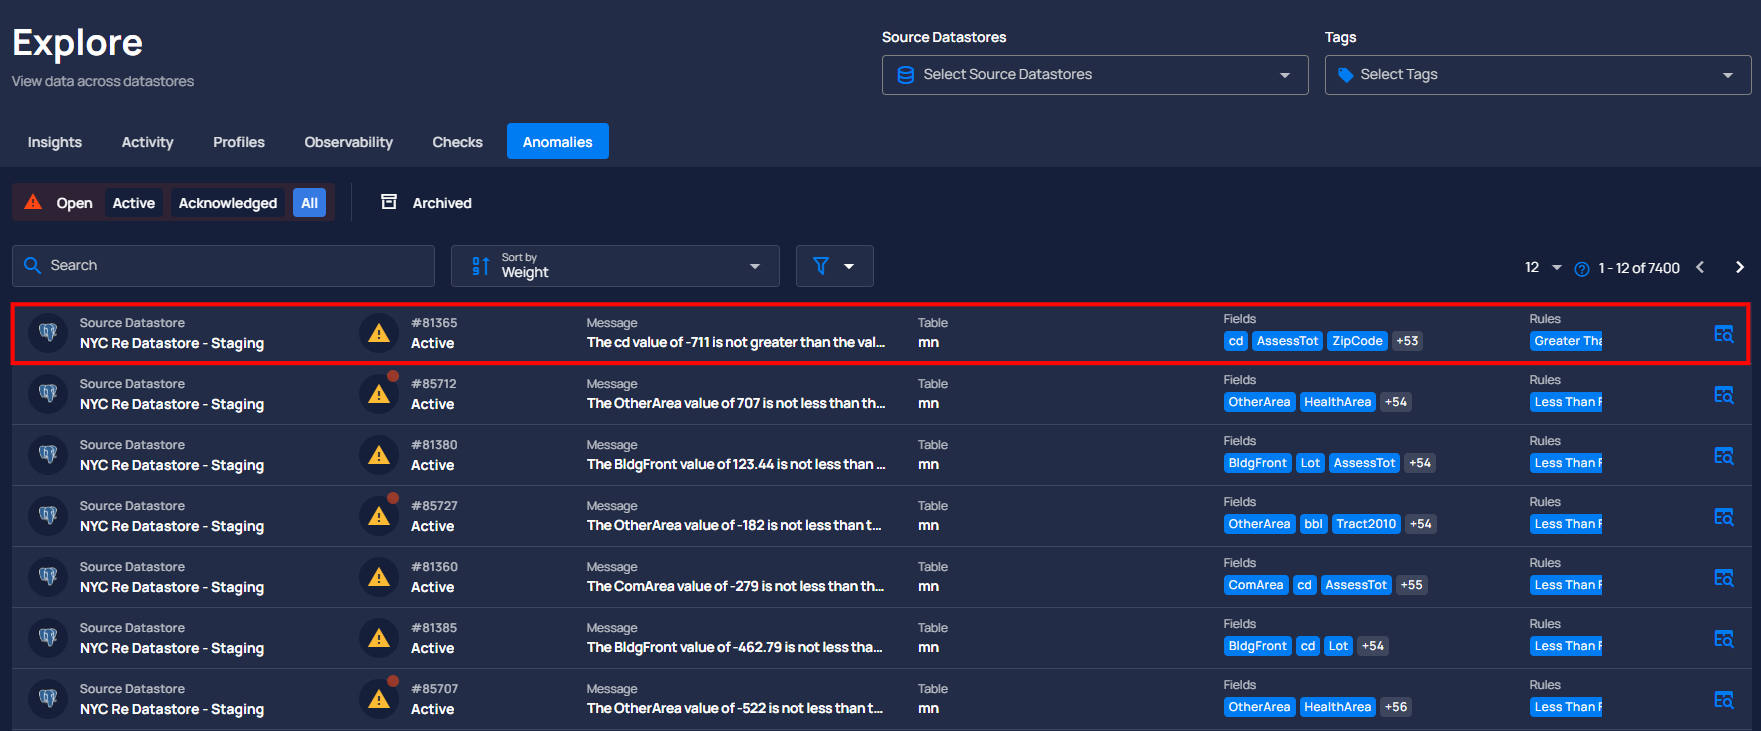 Explore
View data across datastores
Source Datastores
Select Source Datastores
Tags
Select Tags
Insights Activity Profiles Observability Checks Anomalies
Open Active Acknowledged All Archived
Search
Sort by
Weight
12 1 - 12 of 7400
Source Datastore #81365 Message Table Fields Rules
NYC Re Datastore - Staging Active The cd value of -711 is not greater than the val... mn cd AssessTot ZipCode +53 Greater Tha
Source Datastore #85712 Message Table Fields Rules
NYC Re Datastore - Staging Active The OtherArea value of 707 is not less than th... mn OtherArea HealthArea +54 Less Than F
Source Datastore #81380 Message Table Fields Rules
NYC Re Datastore - Staging Active The BldgFront value of 123.44 is not less than ... mn BldgFront Lot AssessTot +54 Less Than F
Source Datastore #85727 Message Table Fields Rules
NYC Re Datastore - Staging Active The OtherArea value of -182 is not less than t... mn OtherArea bbl Tract2010 +54 Less Than F
Source Datastore #81360 Message Table Fields Rules
NYC Re Datastore - Staging Active The ComArea value of -279 is not less than th... mn ComArea cd AssessTot +55 Less Than F
Source Datastore #81385 Message Table Fields Rules
NYC Re Datastore - Staging Active The BldgFront value of -462.79 is not less tha... mn BldgFront cd Lot +54 Less Than F
Source Datastore #85707 Message Table Fields Rules
NYC Re Datastore - Staging Active The OtherArea value of -522 is not less than t... mn OtherArea HealthArea +56 Less Than F